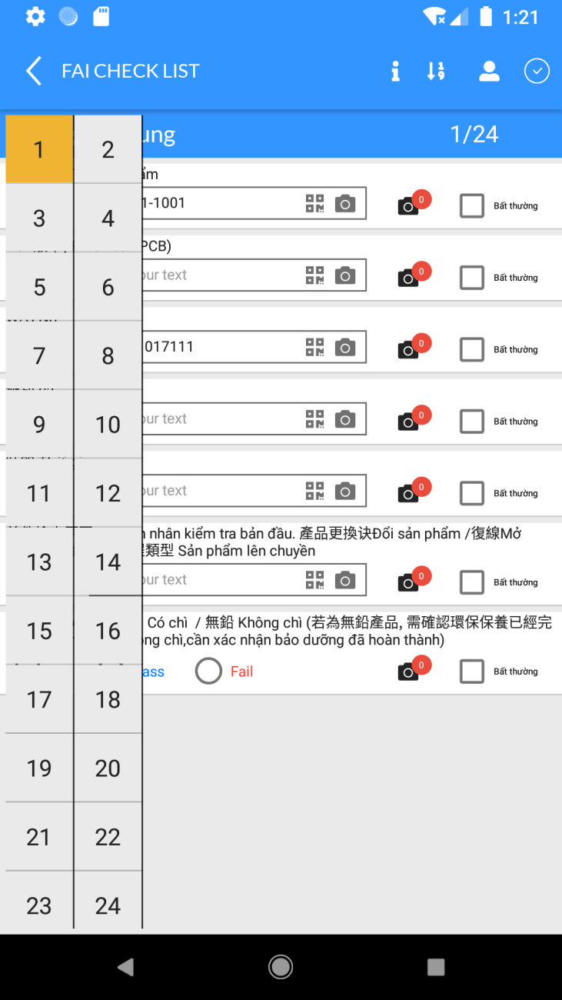 1:21
FAI CHECK LIST
1/24
1 2
3 4
5 6
7 8
9 10
11 12
13 14
15 16
17 18
19 20
21 22
23 24
1-1001
0
Bất thường
PCB)
our text
0
Bất thường
017111
0
Bất thường
our text
0
Bất thường
our text
0
Bất thường
nhân kiểm tra bản đầu. 產品更換诀Đổi sản phẩm /復線Mở
類型 Sản phẩm lên chuyền
our text
0
Bất thường
Có chì / 無鉛 Không chì (若為無鉛產品, 需確認環保保養已經完
ng chì,cần xác nhận bảo dưỡng đã hoàn thành)
ass
Fail
0
Bất thường